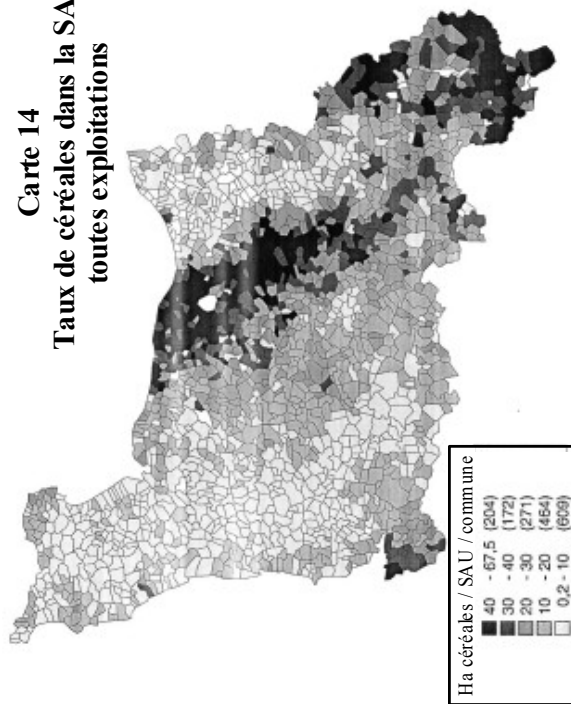 Carte 14
Taux de céréales dans la SA
toutes exploitations
Ha céréales / SAU / commune
40 - 67,5 (204)
30 - 40 (172)
20 - 30 (271)
10 - 20 (464)
0,2 - 10 (609)